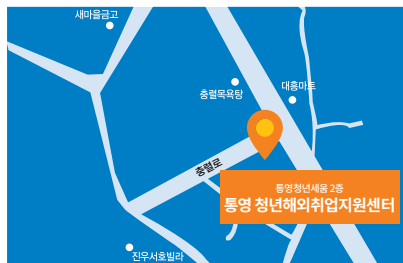 새마을금고
대흥마트
충렬목욕탕
충렬로
통영청년세움 2층
통영 청년해외취업지원센터
진우서호빌라